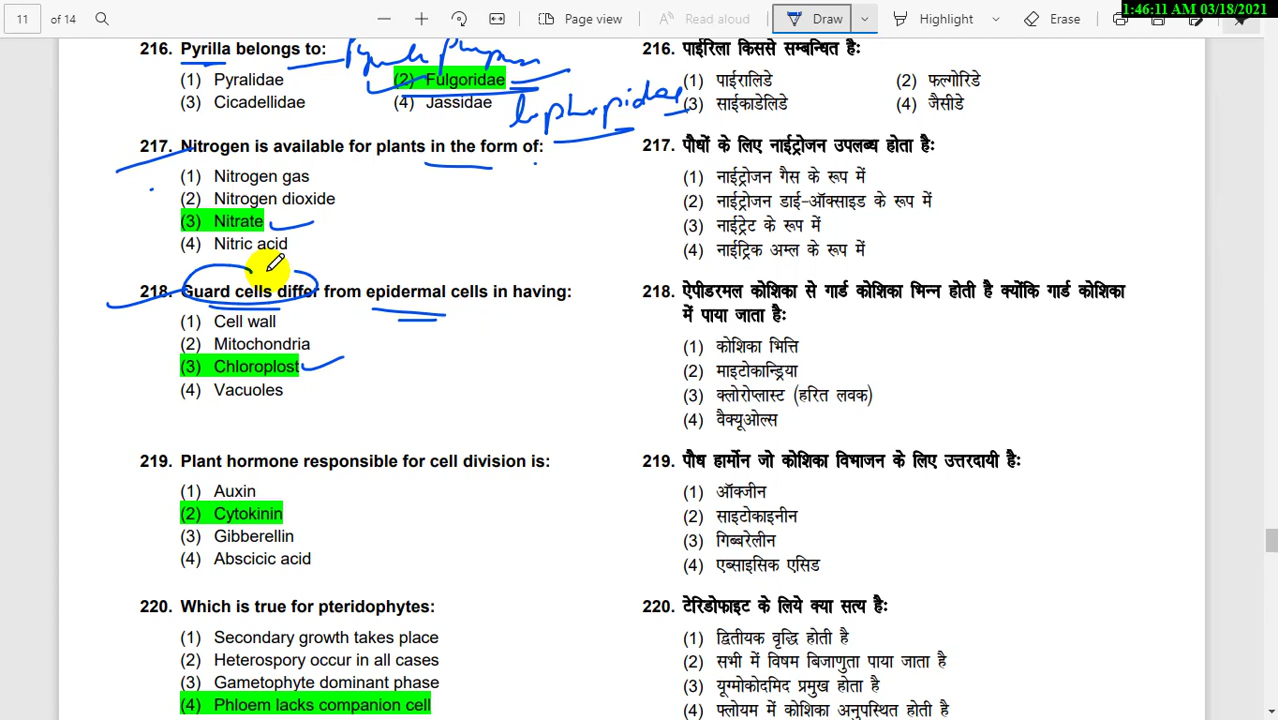 11 of 14
Page view
Read aloud
Draw
Highlight
Erase
1:46:11 AM 03/18/2021
216. Pyrilla belongs to:
(1) Pyralidae (2) Fulgoridae
(3) Cicadellidae (4) Jassidae
lophopidae
217. Nitrogen is available for plants in the form of:
(1) Nitrogen gas
(2) Nitrogen dioxide
(3) Nitrate
(4) Nitric acid
218. Guard cells differ from epidermal cells in having:
(1) Cell wall
(2) Mitochondria
(3) Chloroplost
(4) Vacuoles
219. Plant hormone responsible for cell division is:
(1) Auxin
(2) Cytokinin
(3) Gibberellin
(4) Abscicic acid
220. Which is true for pteridophytes:
(1) Secondary growth takes place
(2) Heterospory occur in all cases
(3) Gametophyte dominant phase
(4) Phloem lacks companion cell
216. पाईरिला किससे सम्बन्धित है:
(1) पाईरालिडे (2) फल्गोरिडे
(3) साईकाडेलिडे (4) जैसीडे
217. पौधों के लिए नाईट्रोजन उपलब्ध होता है:
(1) नाईट्रोजन गैस के रूप में
(2) नाईट्रोजन डाई-ऑक्साइड के रूप में
(3) नाईट्रेट के रूप में
(4) नाईट्रिक अम्ल के रूप में
218. ऐपीडरमल कोशिका से गार्ड कोशिका भिन्न होती है क्योंकि गार्ड कोशिका
में पाया जाता है:
(1) कोशिका भित्ति
(2) माइटोकान्ड्रिया
(3) क्लोरोप्लास्ट (हरित लवक)
(4) वैक्यूओल्स
219. पौध हार्मोन जो कोशिका विभाजन के लिए उत्तरदायी है:
(1) ऑक्जीन
(2) साइटोकाइनीन
(3) गिब्बरेलीन
(4) एब्साइसिक एसिड
220. टेरिडोफाइट के लिये क्या सत्य है:
(1) द्वितीयक वृद्धि होती है
(2) सभी में विषम बिजाणुता पाया जाता है
(3) यूग्मोकोदमिद प्रमुख होता है
(4) फ्लोयम में कोशिका अनुपस्थित होती है